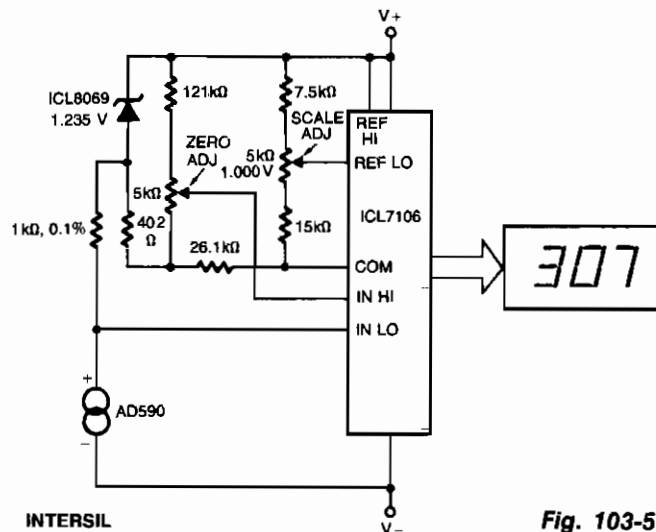 V+
ICL8069
1.235 V
121kΩ
7.5kΩ
SCALE
ADJ
ZERO
ADJ
5kΩ
1.000V
REF
HI
REF LO
5kΩ
ICL7106
1kΩ, 0.1%
402
Ω
15kΩ
26.1kΩ
COM
IN HI
IN LO
307
+
AD590
−
V−
INTERSIL
Fig. 103-5